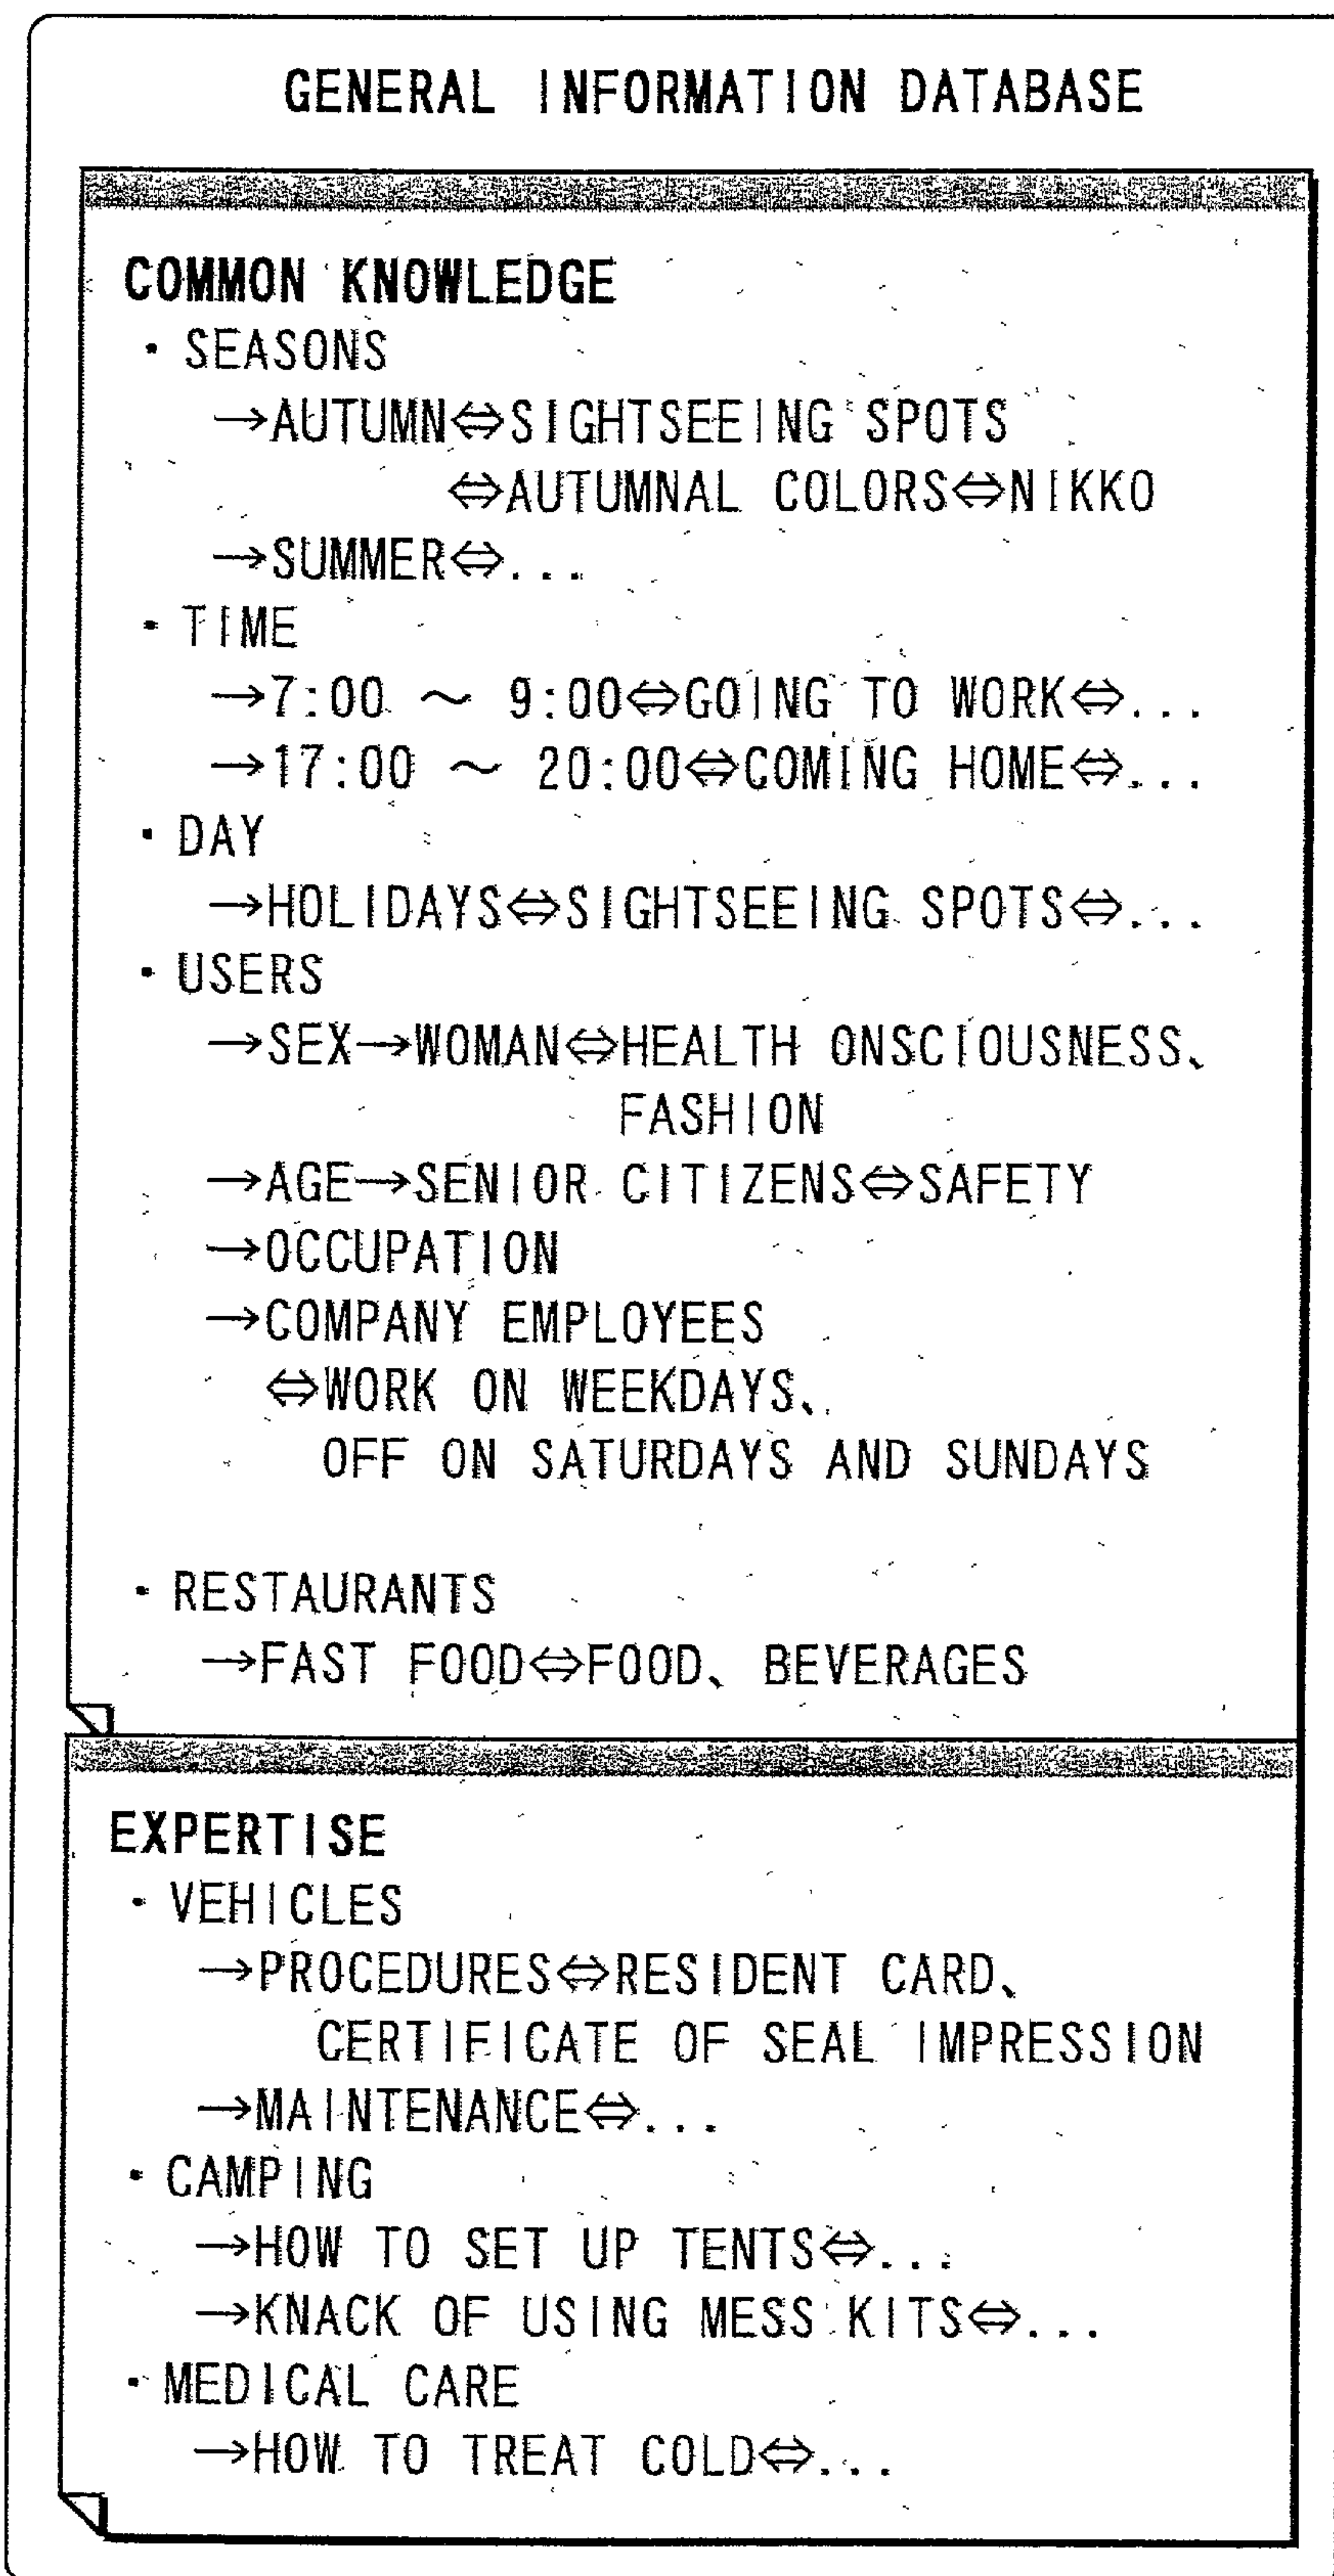 GENERAL INFORMATION DATABASE
COMMON KNOWLEDGE
・SEASONS
→AUTUMN⇔SIGHTSEEING SPOTS
⇔AUTUMNAL COLORS⇔NIKKO
→SUMMER⇔...
・TIME
→7:00 ～ 9:00⇔GOING TO WORK⇔...
→17:00 ～ 20:00⇔COMING HOME⇔...
・DAY
→HOLIDAYS⇔SIGHTSEEING SPOTS⇔...
・USERS
→SEX→WOMAN⇔HEALTH ONSCIOUSNESS、
FASHION
→AGE→SENIOR CITIZENS⇔SAFETY
→OCCUPATION
→COMPANY EMPLOYEES
⇔WORK ON WEEKDAYS、
OFF ON SATURDAYS AND SUNDAYS
・RESTAURANTS
→FAST FOOD⇔FOOD、BEVERAGES
EXPERTISE
・VEHICLES
→PROCEDURES⇔RESIDENT CARD、
CERTIFICATE OF SEAL IMPRESSION
→MAINTENANCE⇔...
・CAMPING
→HOW TO SET UP TENTS⇔...
→KNACK OF USING MESS KITS⇔...
・MEDICAL CARE
→HOW TO TREAT COLD⇔...